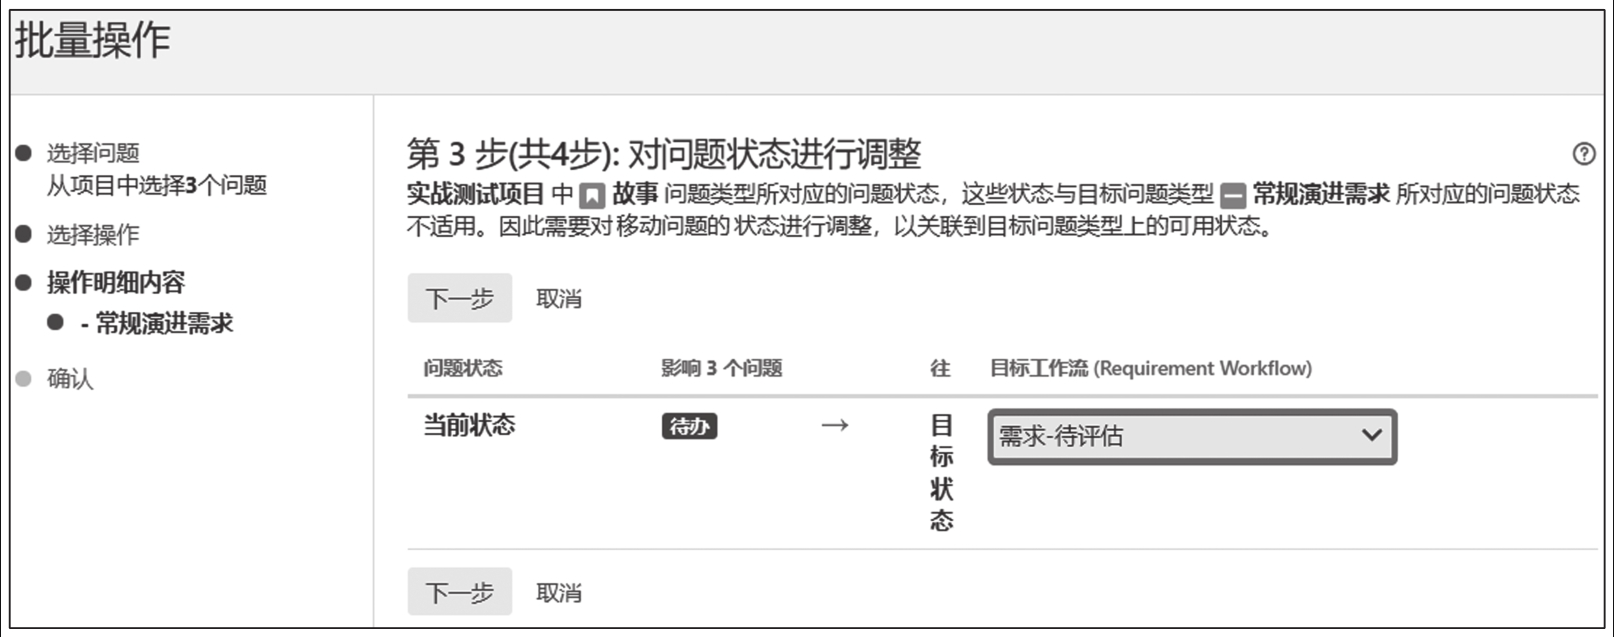 批量操作
选择问题
从项目中选择3个问题
选择操作
操作明细内容
- 常规演进需求
确认
第 3 步(共4步): 对问题状态进行调整
实战测试项目 中 故事 问题类型所对应的问题状态，这些状态与目标问题类型 常规演进需求 所对应的问题状态
不适用。因此需要对 移动问题的 状态进行调整，以关联到目标问题类型上的可用状态。
下一步 取消
问题状态 影响 3 个问题 往 目标工作流 (Requirement Workflow)
当前状态 待办 → 目标状态 需求-待评估
下一步 取消